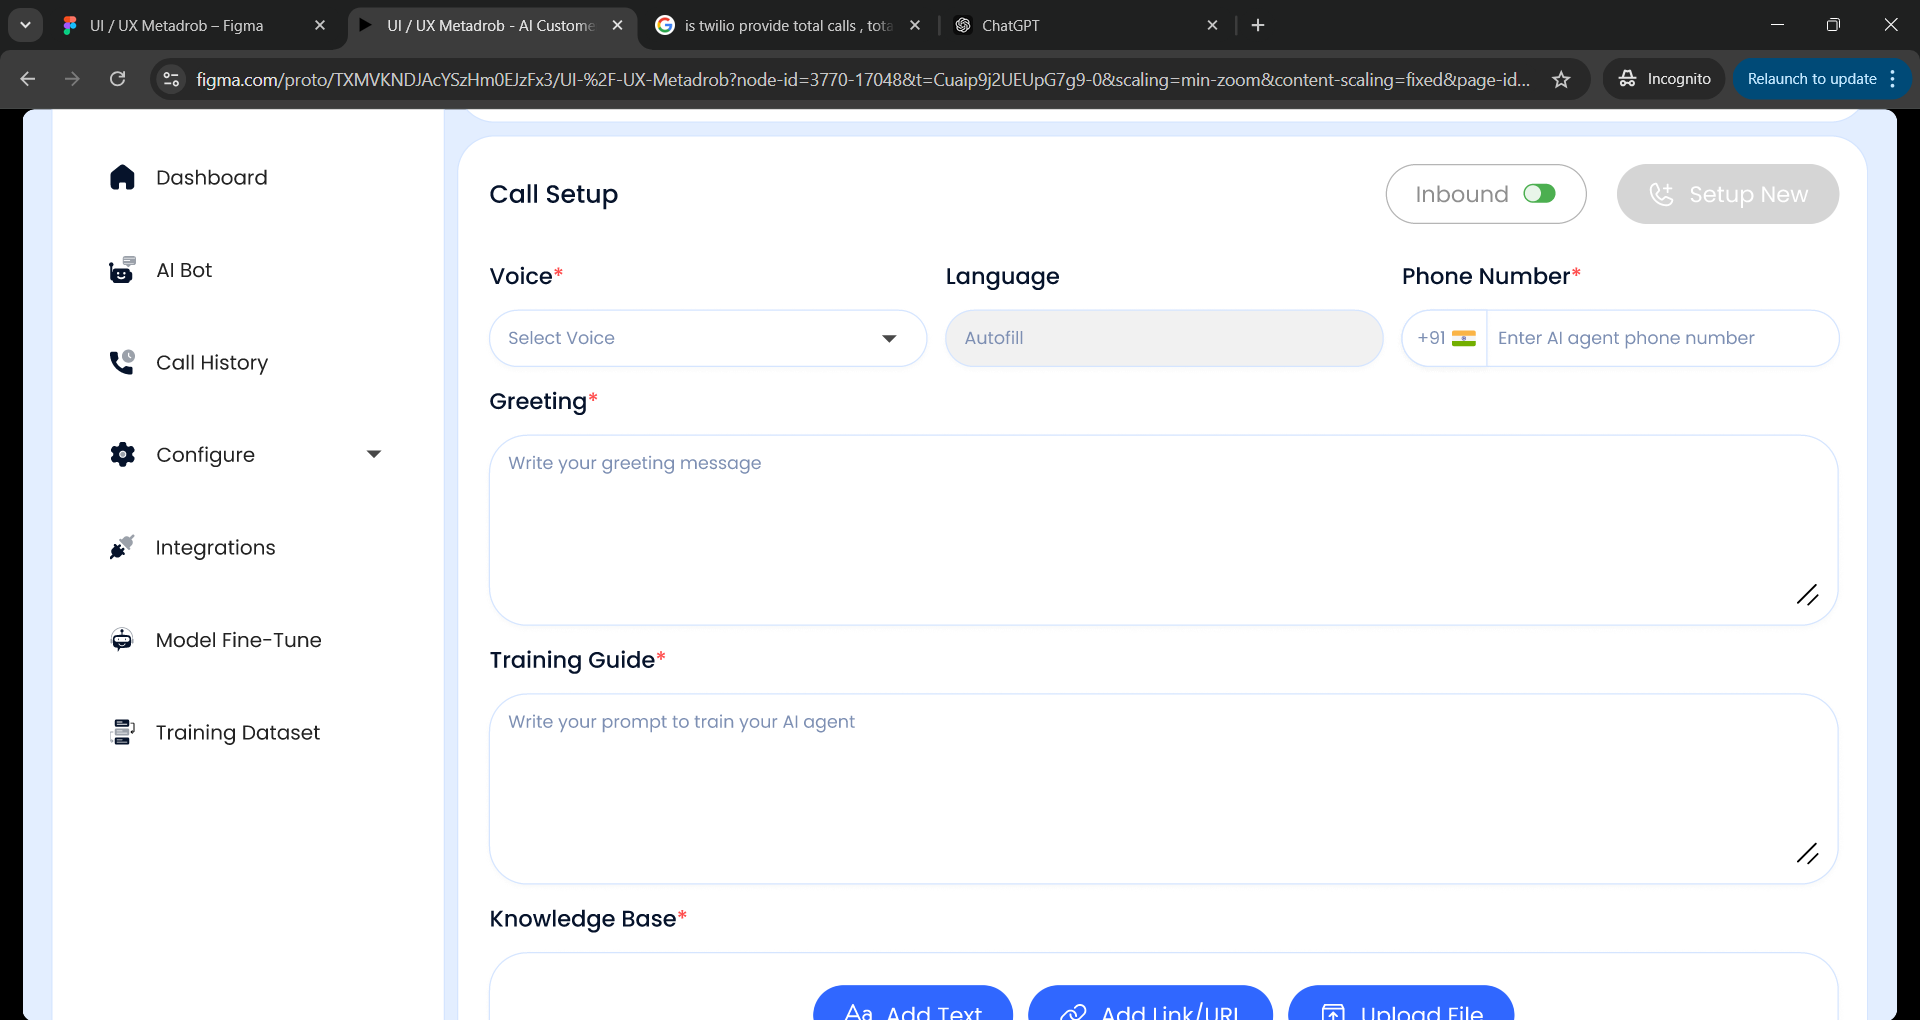 UI / UX Metadrob – Figma
UI / UX Metadrob - AI Custome
is twilio provide total calls , tota
ChatGPT
figma.com/proto/TXMVKNDJAcYSzHm0EJzFx3/UI-%2F-UX-Metadrob?node-id=3770-17048&t=Cuaip9j2UEUpG7g9-0&scaling=min-zoom&content-scaling=fixed&page-id...
Incognito
Relaunch to update
Dashboard
AI Bot
Call History
Configure
Integrations
Model Fine-Tune
Training Dataset
Call Setup
Inbound
Setup New
Voice*
Language
Phone Number*
Select Voice
Autofill
+91
Enter AI agent phone number
Greeting*
Write your greeting message
Training Guide*
Write your prompt to train your AI agent
Knowledge Base*
Aa Add Text
Add Link/URL
Upload File